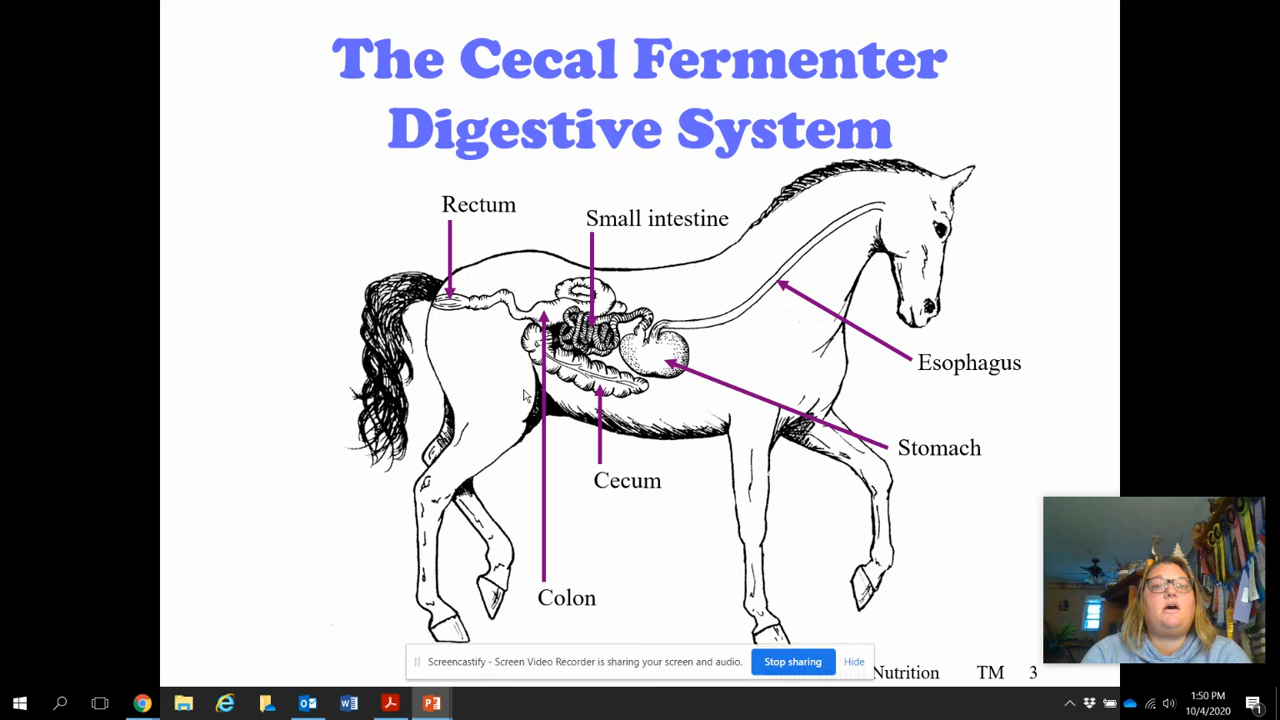 The Cecal Fermenter
Digestive System
Rectum
Small intestine
Esophagus
Stomach
Cecum
Colon
Screencastify - Screen Video Recorder is sharing your screen and audio.
Stop sharing
Hide
Nutrition
TM 3
1:50 PM
10/4/2020
1